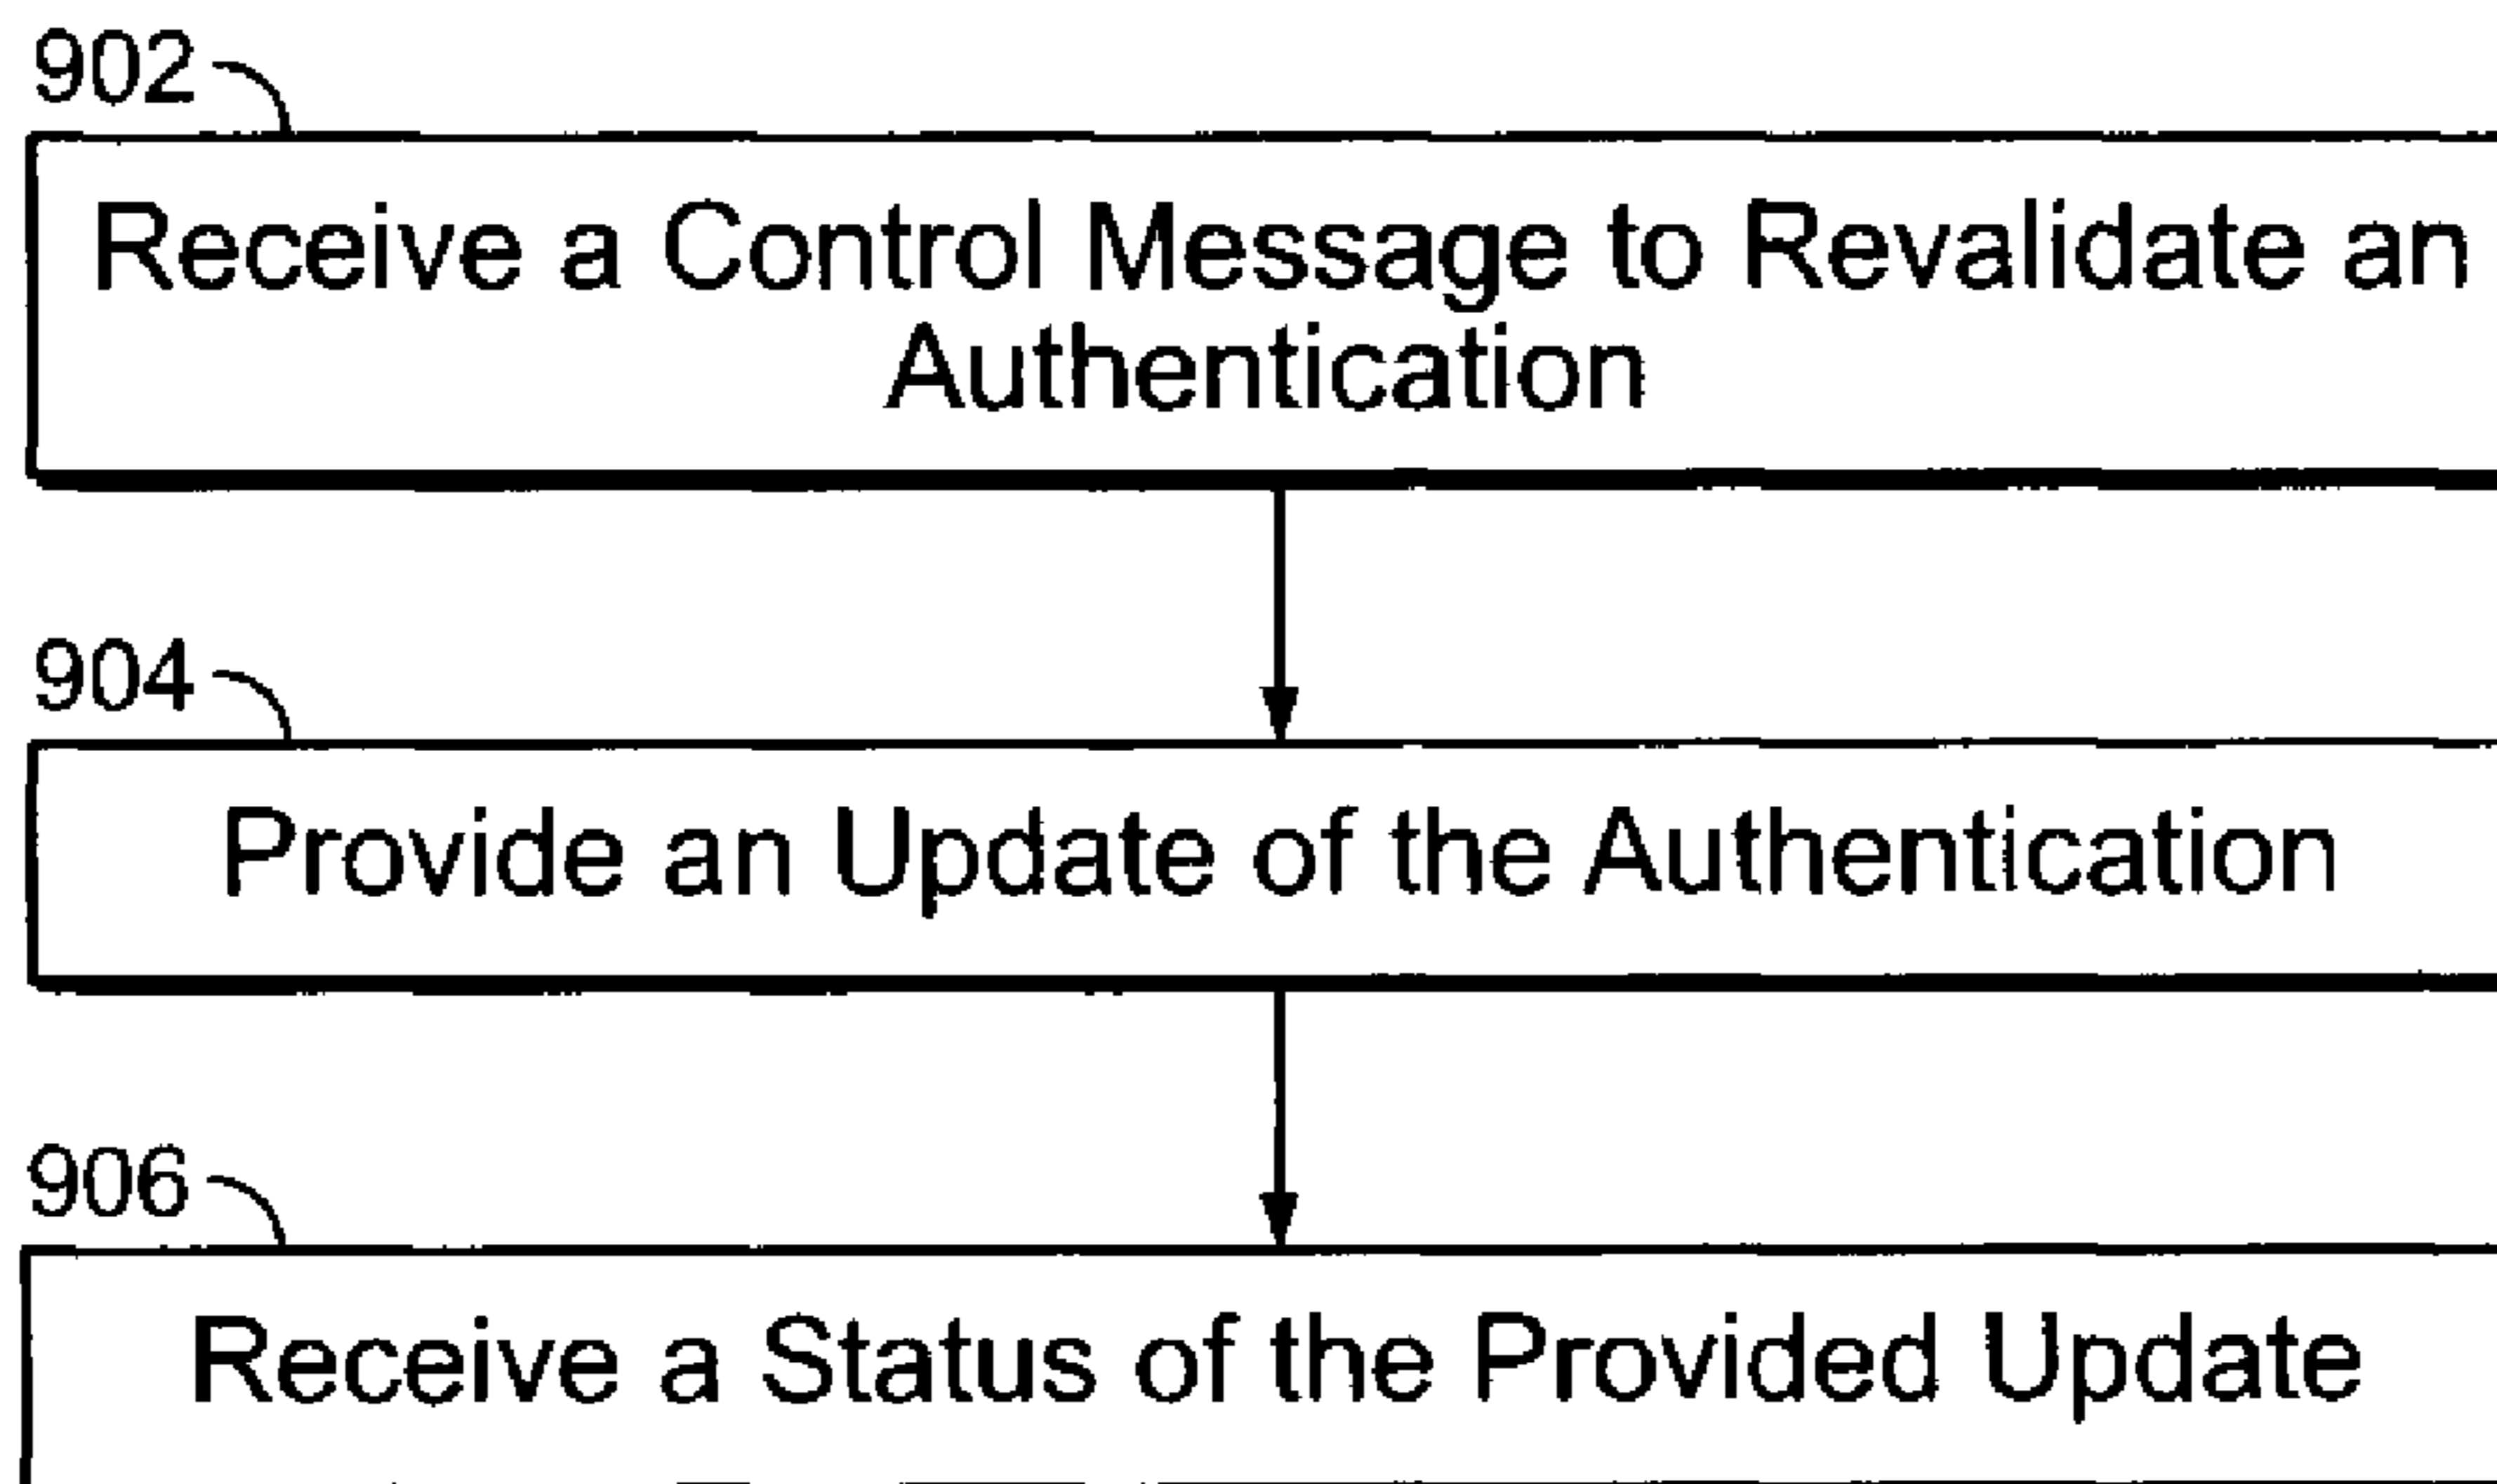 902
Receive a Control Message to Revalidate an
Authentication
904
Provide an Update of the Authentication
906
Receive a Status of the Provided Update